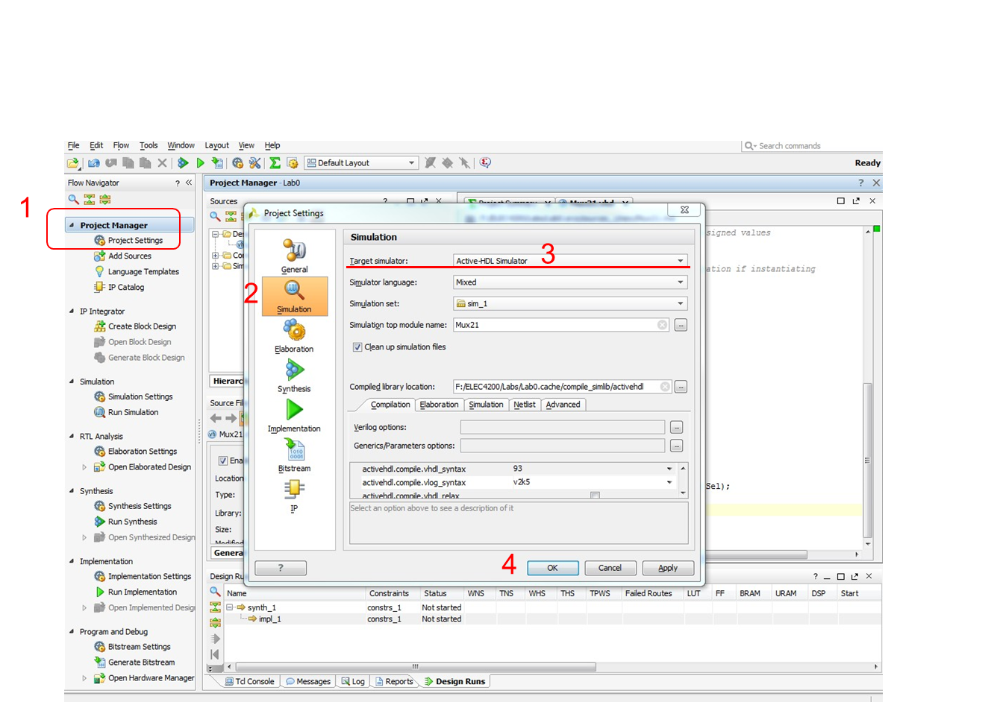 File Edit Flow Tools Window Layout View Help
Search commands
Default Layout
Ready
Flow Navigator
? «
Project Manager - Lab0
?
1
Sources
?
Project Summary
Mux21.vhd
Project Manager
Project Settings
Add Sources
Language Templates
IP Catalog
IP Integrator
Create Block Design
Open Block Design
Generate Block Design
Simulation
Simulation Settings
Run Simulation
RTL Analysis
Elaboration Settings
Open Elaborated Design
Synthesis
Synthesis Settings
Run Synthesis
Open Synthesized Design
Implementation
Implementation Settings
Run Implementation
Open Implemented Desig
Program and Debug
Bitstream Settings
Generate Bitstream
Open Hardware Manager
Des
Con
Sim
Hierarc
Source Fil
Mux21
Ena
Location
Type:
Library:
Size:
Modified
Genera
Project Settings
General
2
Simulation
Elaboration
Synthesis
Implementation
Bitstream
IP
Simulation
Target simulator: Active-HDL Simulator
3
Simulator language: Mixed
Simulation set: sim_1
Simulation top module name: Mux21
...
Clean up simulation files
Compiled library location: F:/ELEC4200/Labs/Lab0.cache/compile_simlib/activehdl
...
Compilation Elaboration Simulation Netlist Advanced
Verilog options:
...
Generics/Parameters options:
...
activehdl.compile.vhdl_syntax 93
activehdl.compile.vlog_syntax v2k5
activehdl.compile.vhdl_relax
Select an option above to see a description of it
?
4
OK Cancel Apply
signed values
ation if instantiating
Sel);
Design Ru
?
Name Constraints Status WNS TNS WHS THS TPWS Failed Routes LUT FF BRAM URAM DSP Start
synth_1 constrs_1 Not started
impl_1 constrs_1 Not started
Tcl Console Messages Log Reports Design Runs